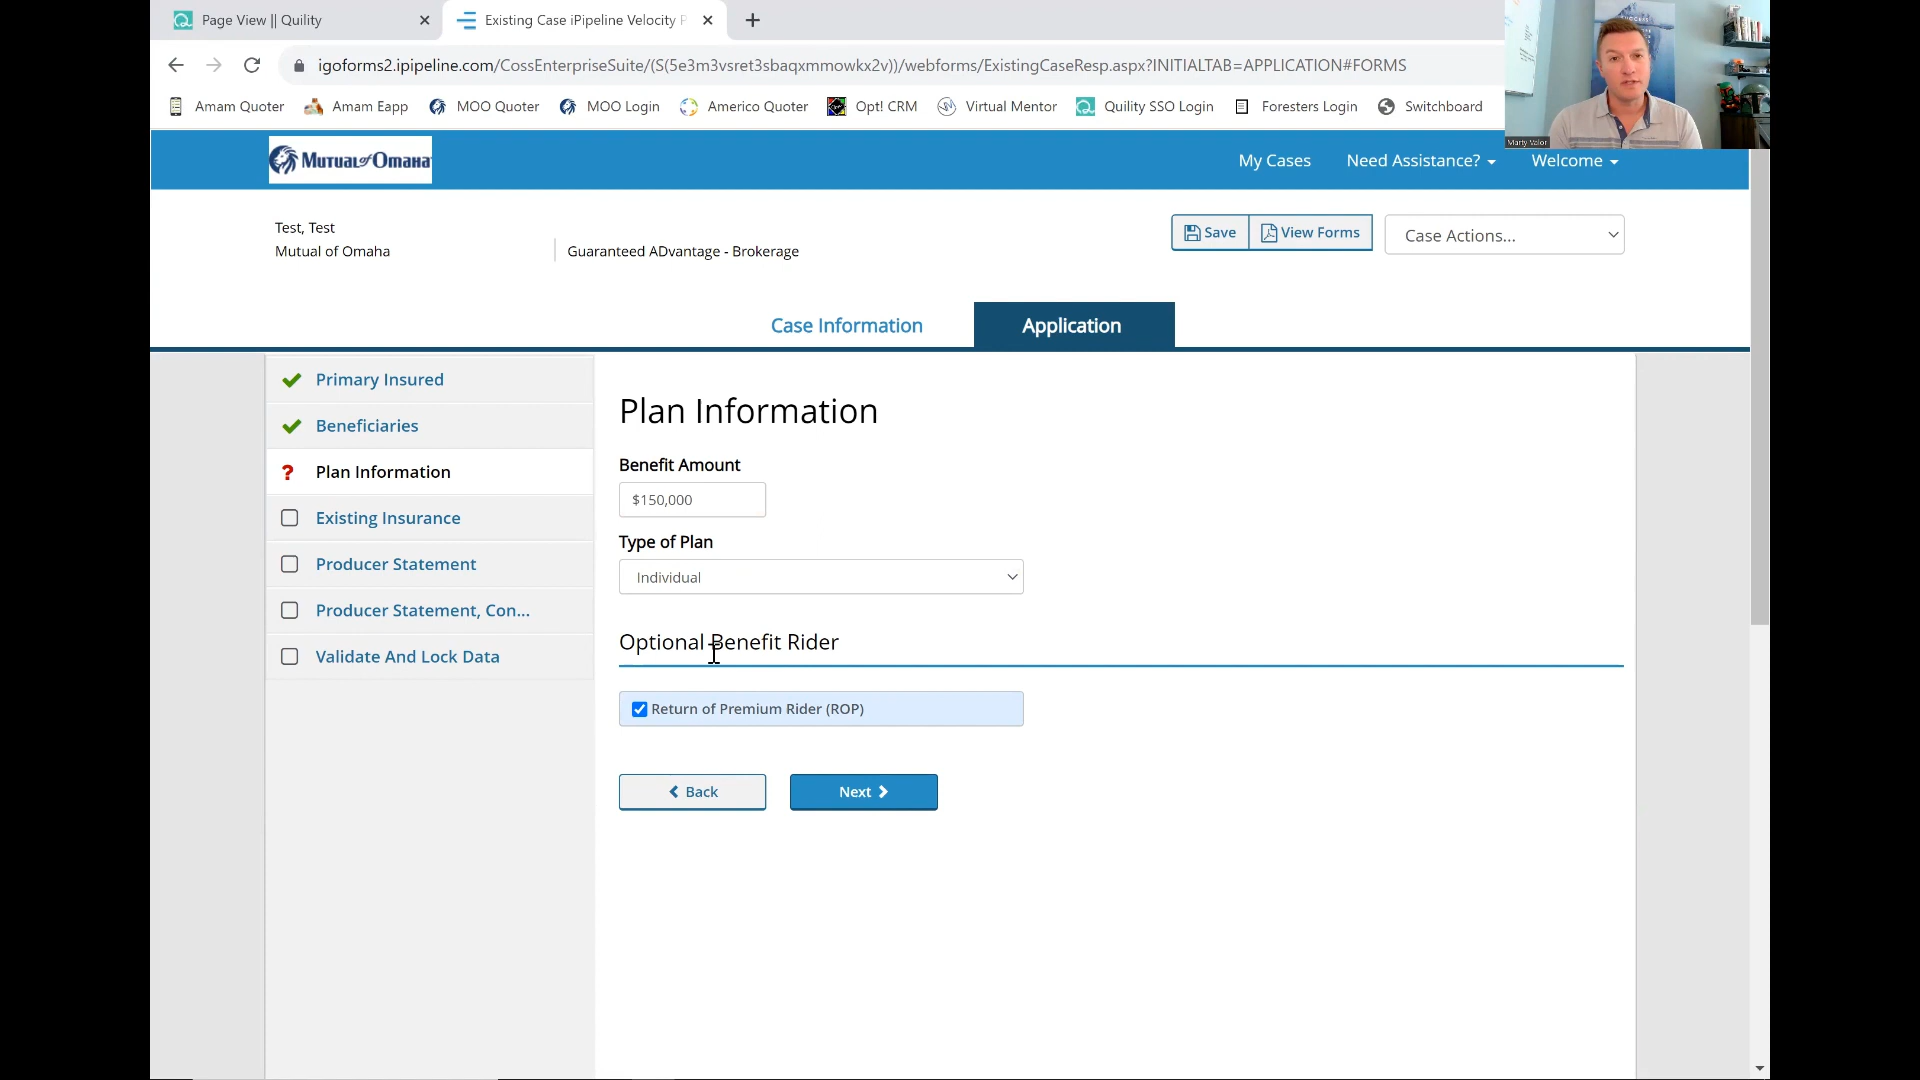 Page View || Quility
Existing Case iPipeline Velocity P
igoforms2.ipipeline.com/CossEnterpriseSuite/(S(5e3m3vsret3sbaqxmmowkx2v))/webforms/ExistingCaseResp.aspx?INITIALTAB=APPLICATION#FORMS
Amam Quoter Amam Eapp MOO Quoter MOO Login Americo Quoter Opt! CRM Virtual Mentor Quility SSO Login Foresters Login Switchboard
Marty Valor
Mutual of Omaha
My Cases Need Assistance? Welcome
Test, Test
Mutual of Omaha
Guaranteed ADvantage - Brokerage
Save View Forms Case Actions...
Case Information Application
Primary Insured
Beneficiaries
? Plan Information
Existing Insurance
Producer Statement
Producer Statement, Con...
Validate And Lock Data
Plan Information
Benefit Amount
$150,000
Type of Plan
Individual
Optional Benefit Rider
Return of Premium Rider (ROP)
Back Next